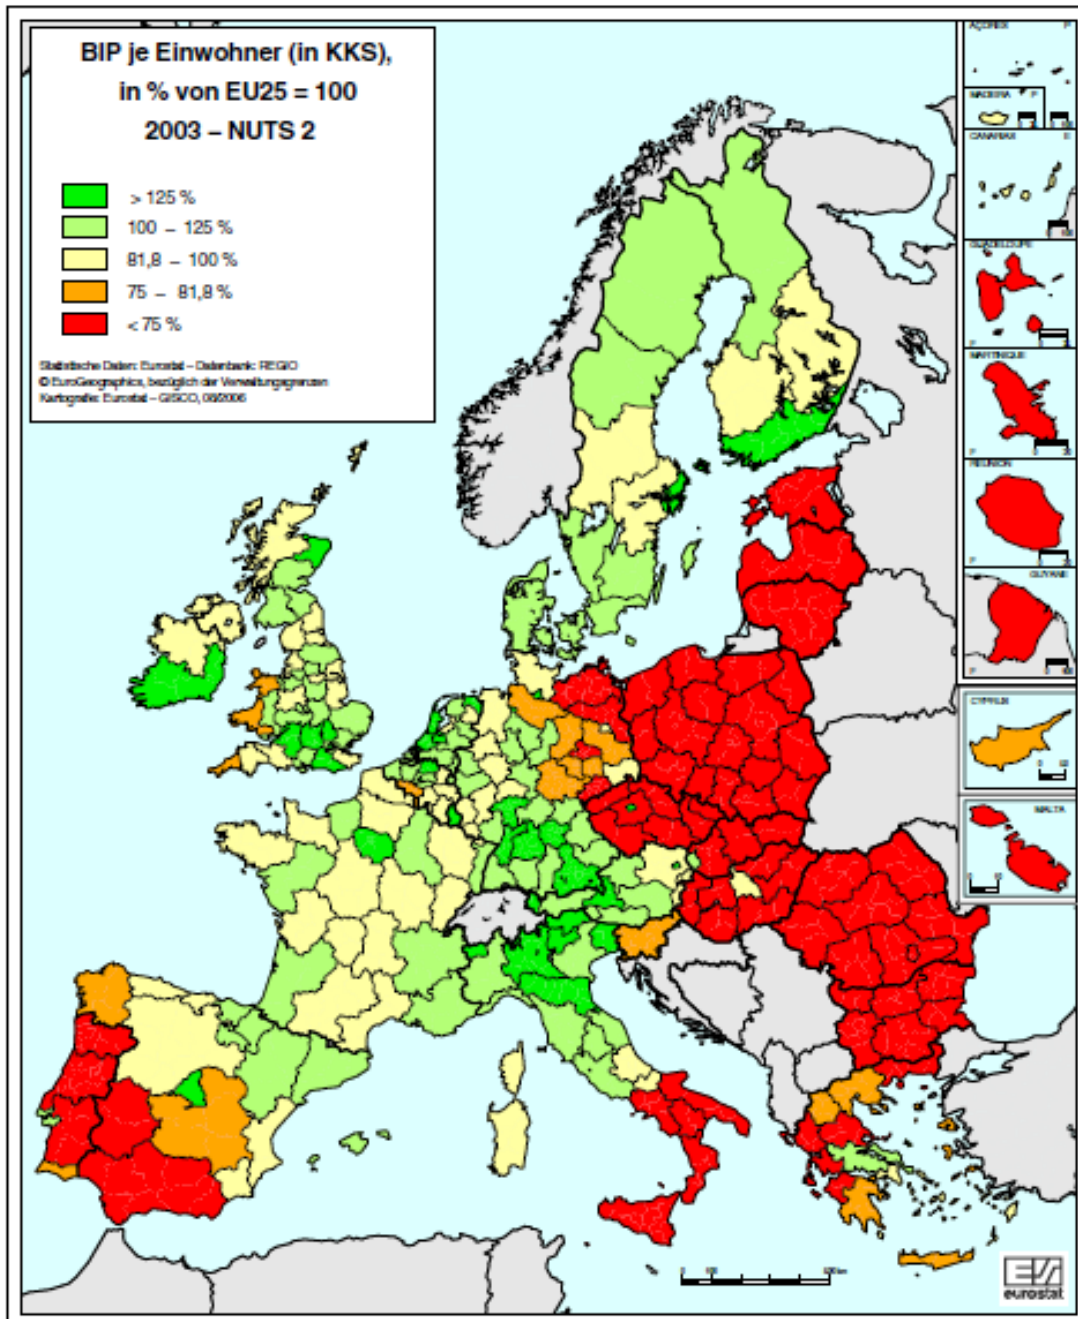 BIP je Einwohner (in KKS),
in % von EU25 = 100
2003 – NUTS 2
> 125 %
100 – 125 %
81,8 – 100 %
75 – 81,8 %
< 75 %
Statistische Daten: Eurostat – Datenbank: REGIO
© EuroGeographics, bezüglich der Verwaltungsgrenzen
Kartografie: Eurostat – GISCO, 08/2006
AÇORES P
MADEIRA P
CANARIAS E
GUADELOUPE
MARTINIQUE
F
REUNION
F
GUYANE
F
CYPRUS
MALTA
eurostat